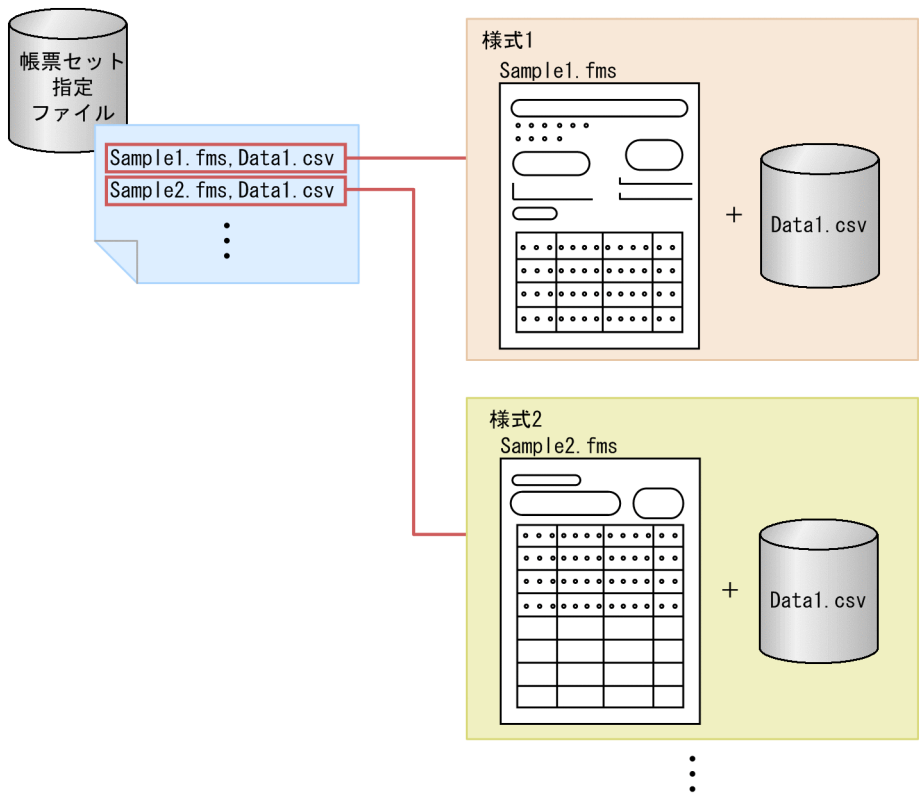 帳票セット
指定
ファイル
Sample1.fms,Data1.csv
Sample2.fms,Data1.csv
様式1
Sample1.fms
+
Data1.csv
様式2
Sample2.fms
+
Data1.csv